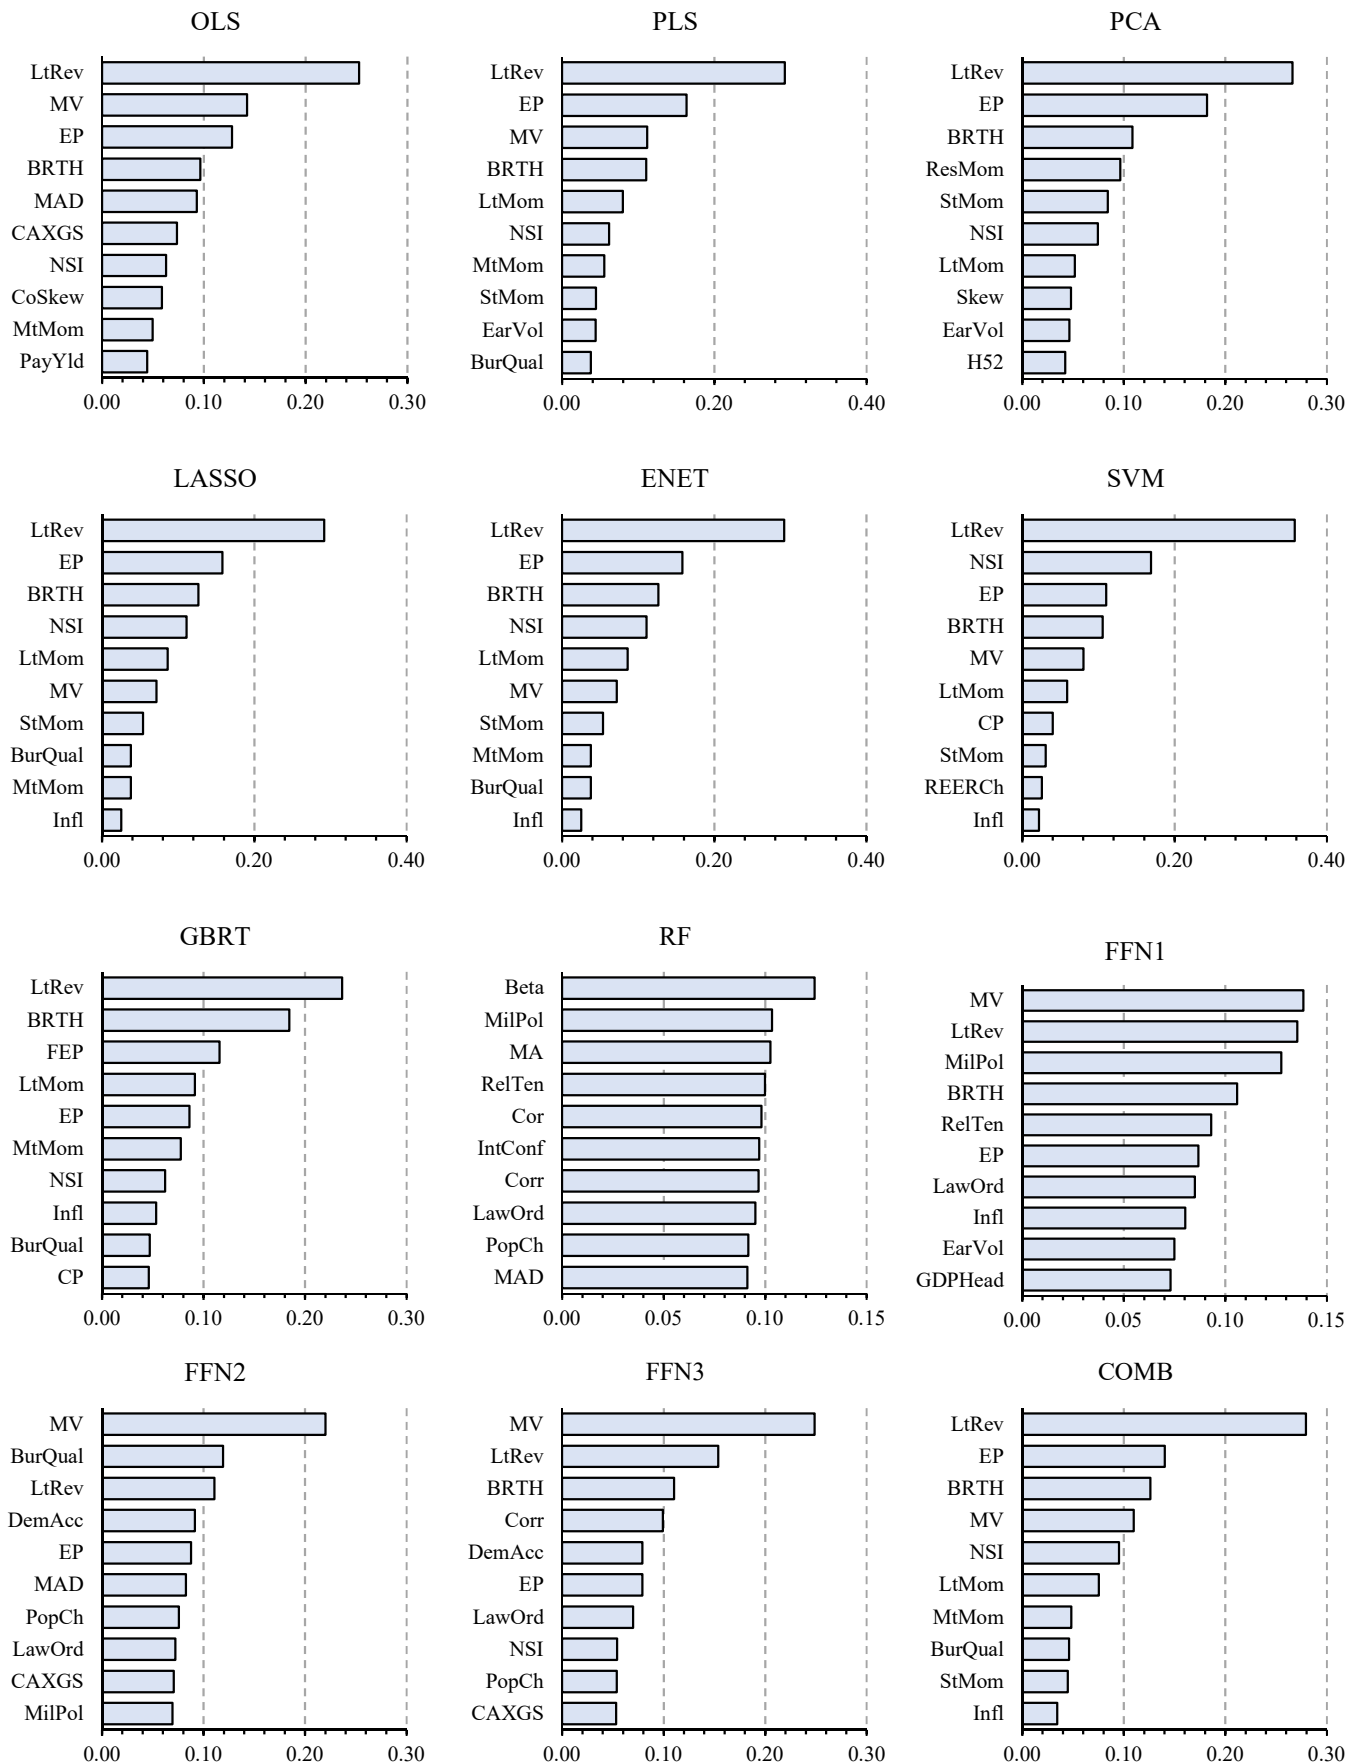 OLS
LtRev
MV
EP
BRTH
MAD
CAXGS
NSI
CoSkew
MtMom
PayYld
0.00 0.10 0.20 0.30
PLS
LtRev
EP
MV
BRTH
LtMom
NSI
MtMom
StMom
EarVol
BurQual
0.00 0.20 0.40
PCA
LtRev
EP
BRTH
ResMom
StMom
NSI
LtMom
Skew
EarVol
H52
0.00 0.10 0.20 0.30
LASSO
LtRev
EP
BRTH
NSI
LtMom
MV
StMom
BurQual
MtMom
Infl
0.00 0.20 0.40
ENET
LtRev
EP
BRTH
NSI
LtMom
MV
StMom
MtMom
BurQual
Infl
0.00 0.20 0.40
SVM
LtRev
NSI
EP
BRTH
MV
LtMom
CP
StMom
REERCh
Infl
0.00 0.20 0.40
GBRT
LtRev
BRTH
FEP
LtMom
EP
MtMom
NSI
Infl
BurQual
CP
0.00 0.10 0.20 0.30
RF
Beta
MilPol
MA
RelTen
Cor
IntConf
Corr
LawOrd
PopCh
MAD
0.00 0.05 0.10 0.15
FFN1
MV
LtRev
MilPol
BRTH
RelTen
EP
LawOrd
Infl
EarVol
GDPHead
0.00 0.05 0.10 0.15
FFN2
MV
BurQual
LtRev
DemAcc
EP
MAD
PopCh
LawOrd
CAXGS
MilPol
0.00 0.10 0.20 0.30
FFN3
MV
LtRev
BRTH
Corr
DemAcc
EP
LawOrd
NSI
PopCh
CAXGS
0.00 0.10 0.20 0.30
COMB
LtRev
EP
BRTH
MV
NSI
LtMom
MtMom
BurQual
StMom
Infl
0.00 0.10 0.20 0.30